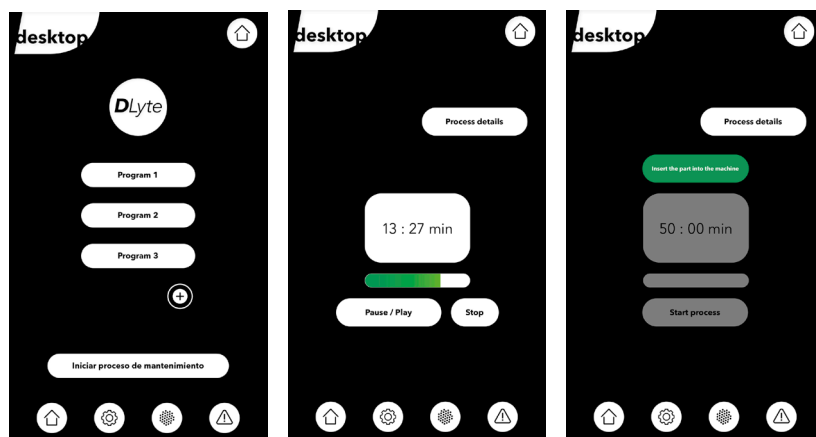 desktop
DLyte
Program 1
Program 2
Program 3
Iniciar proceso de mantenimiento
desktop
Process details
13 : 27 min
Pause / Play
Stop
desktop
Process details
Insert the part into the machine
50 : 00 min
Start process